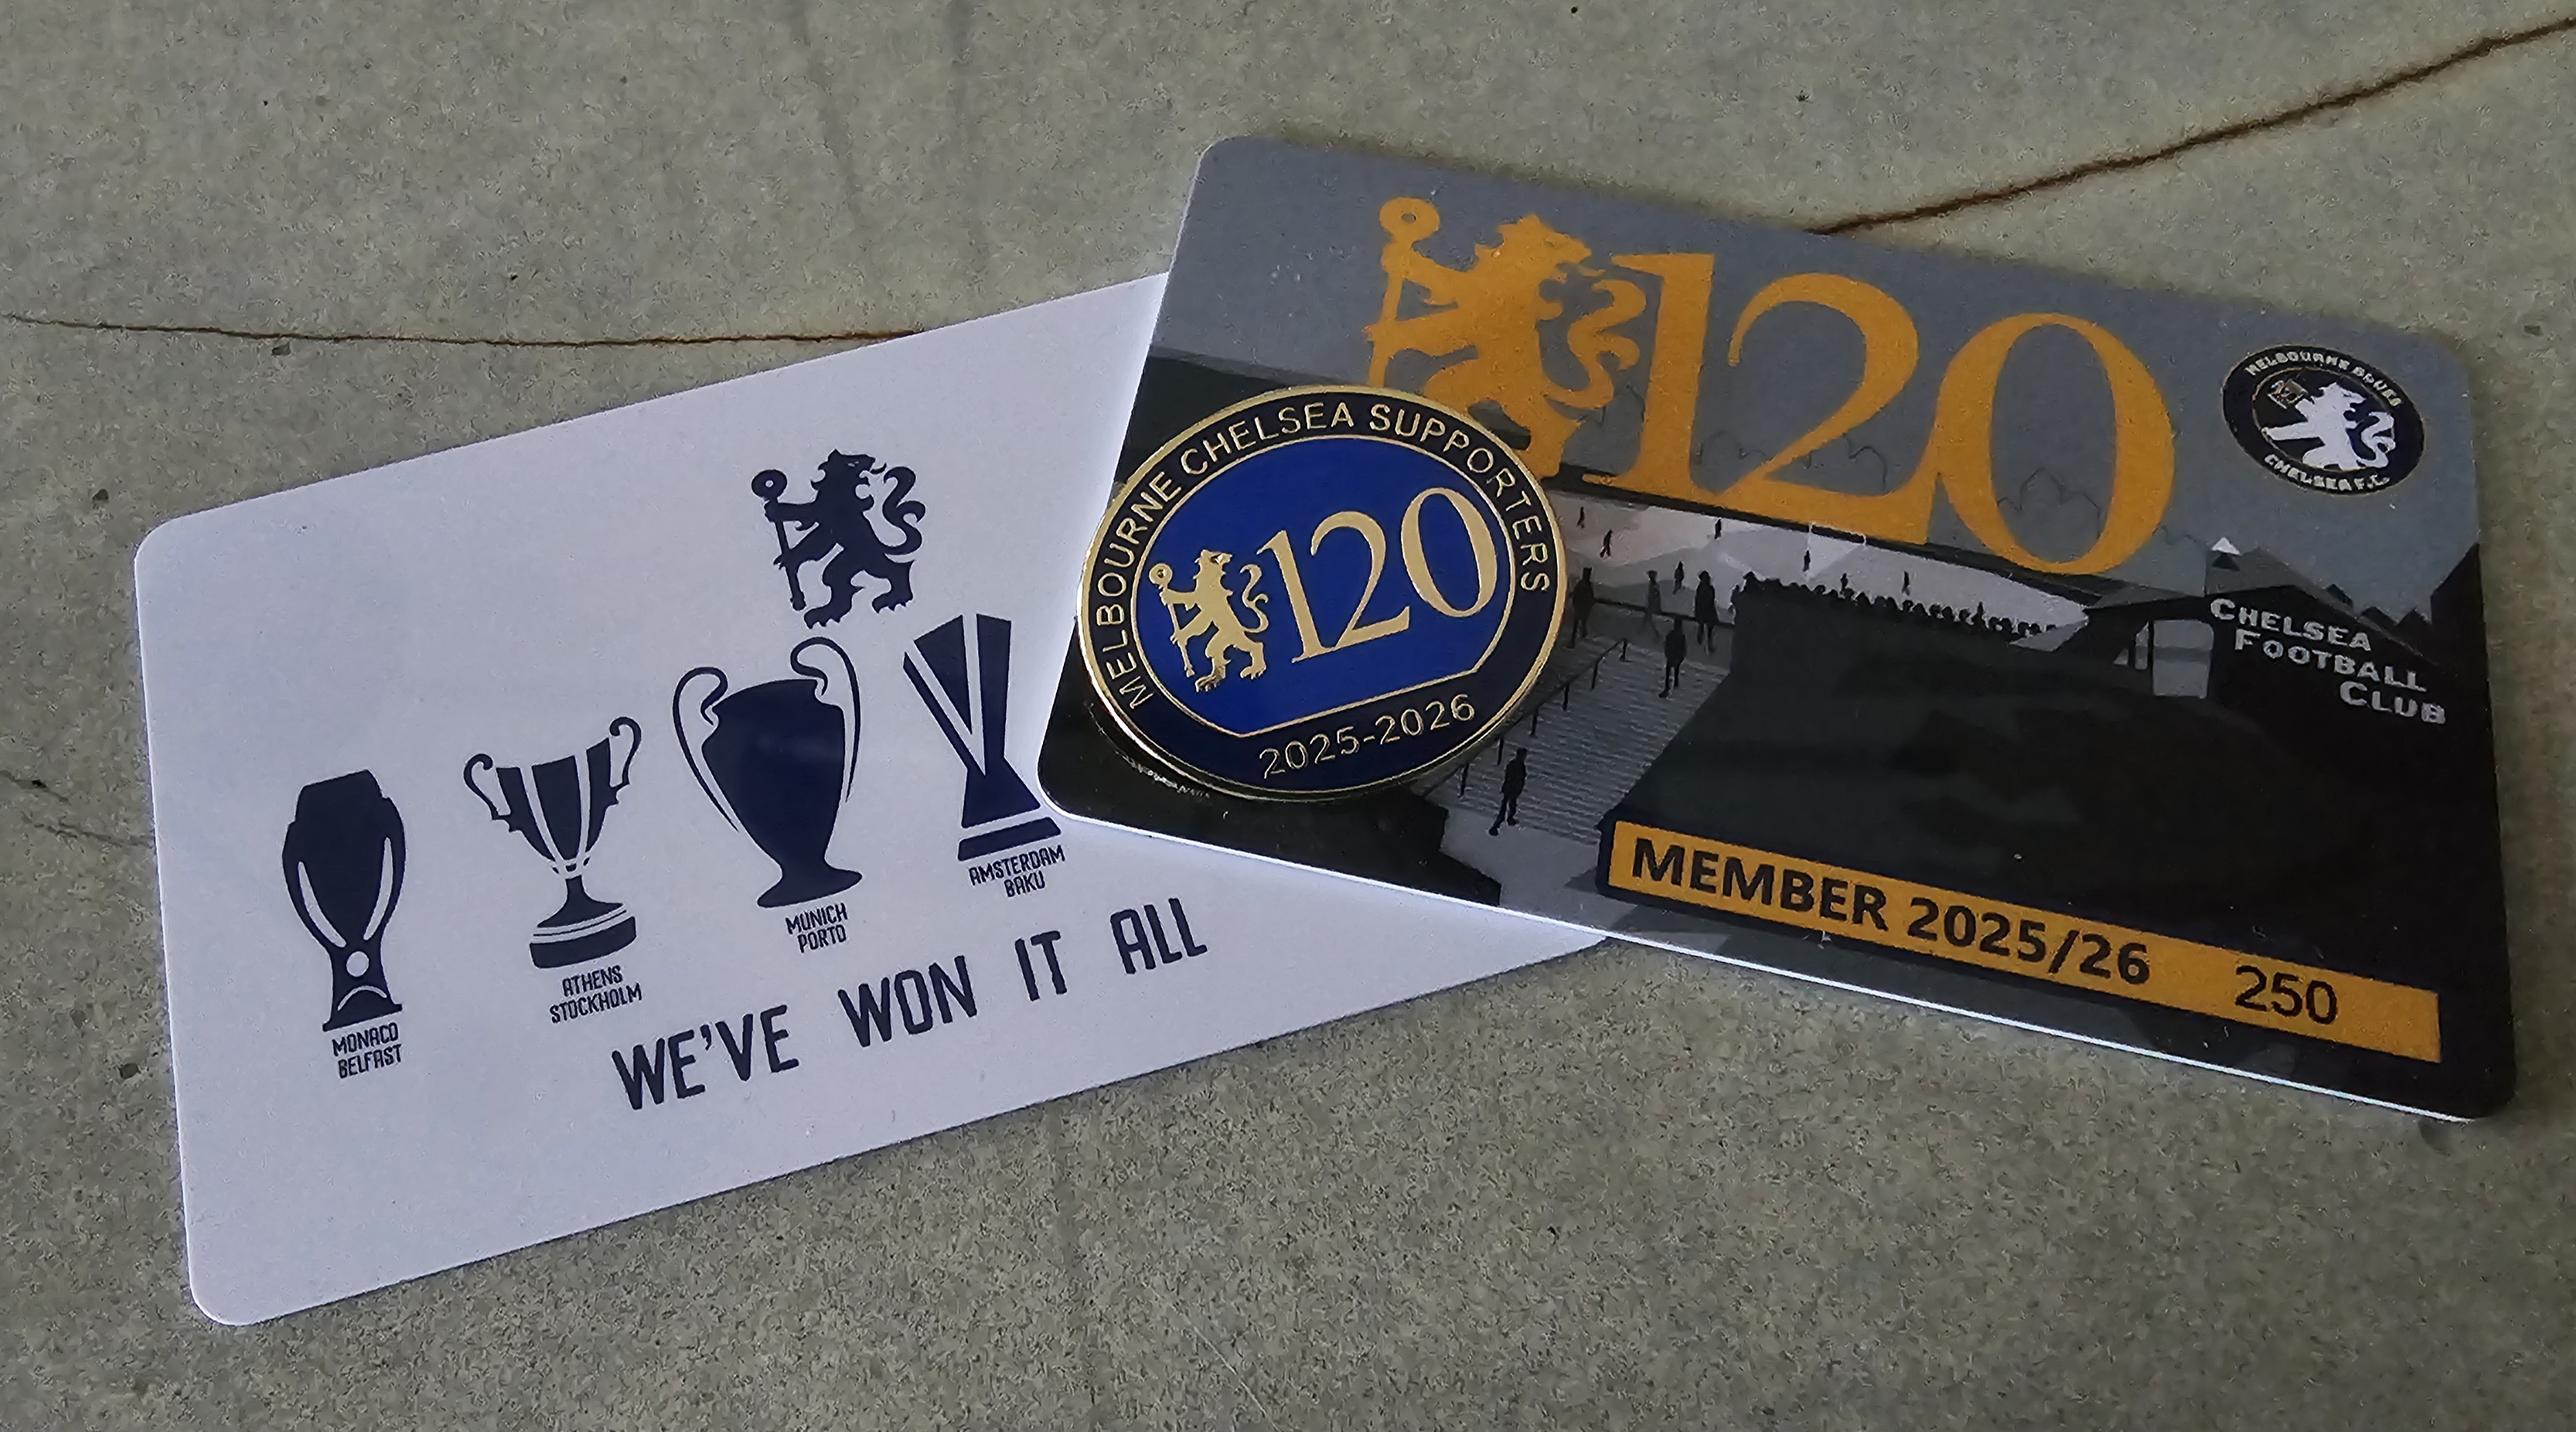 MONACO
BELFAST
ATHENS
STOCKHOLM
MUNICH
PORTO
AMSTERDAM
BAKU
WE'VE WON IT ALL
MELBOURNE CHELSEA SUPPORTERS
120
2025-2026
120
MELBOURNE BLUES
CHELSEA F.C.
CHELSEA
FOOTBALL
CLUB
MEMBER 2025/26 250